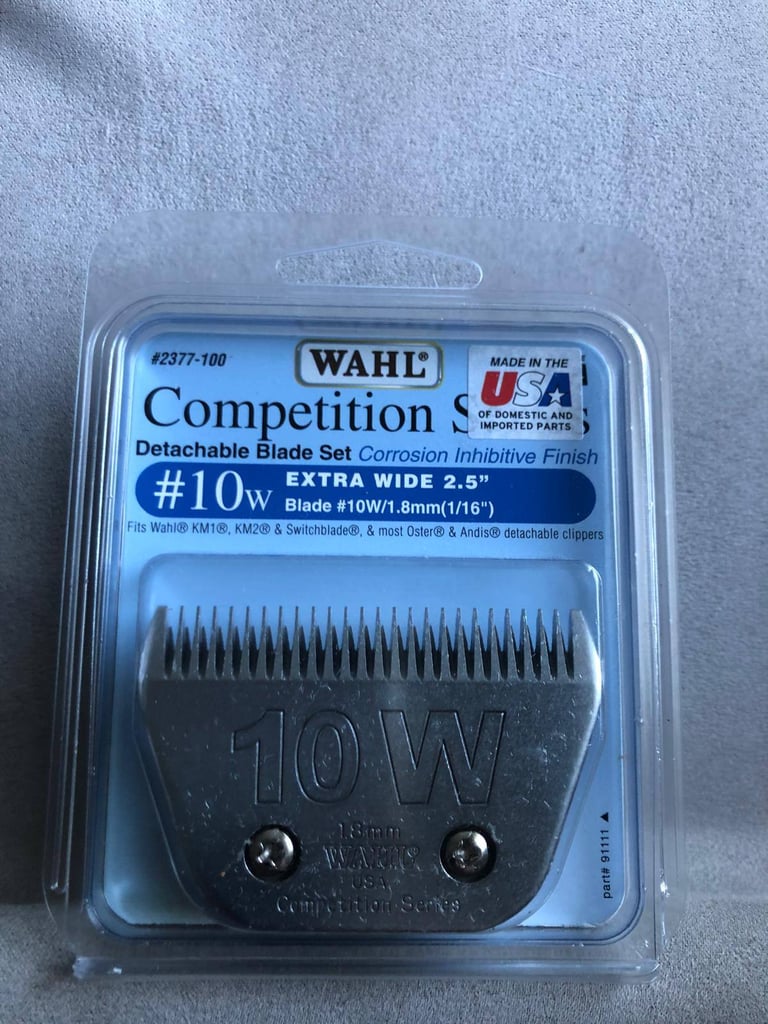 #2377-100
WAHL®
MADE IN THE
USA
OF DOMESTIC AND
IMPORTED PARTS
Competition S s
Detachable Blade Set Corrosion Inhibitive Finish
#10W
EXTRA WIDE 2.5"
Blade #10W/1.8mm(1/16")
Fits Wahl® KM1®, KM2® & Switchblade®, & most Oster® & Andis® detachable clippers
10 W
1.8mm
WAHL®
USA
Competition Series
part# 91111 ▲